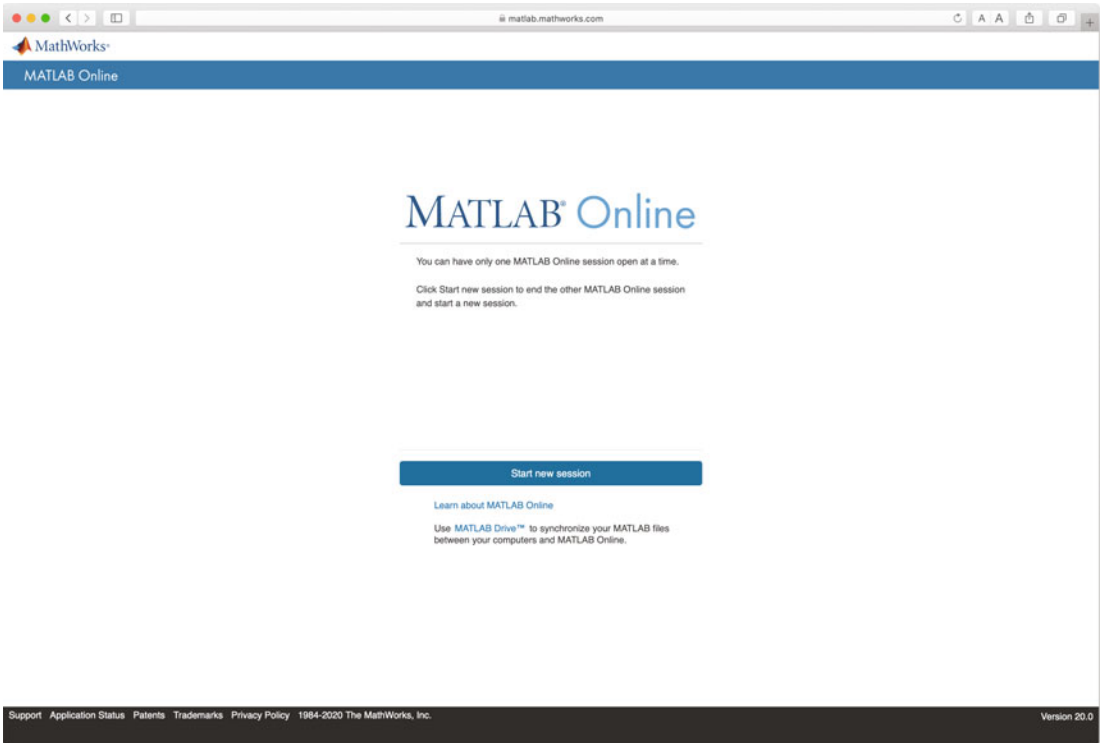 matlab.mathworks.com
A A
MathWorks®
MATLAB Online
MATLAB® Online
You can have only one MATLAB Online session open at a time.
Click Start new session to end the other MATLAB Online session
and start a new session.
Start new session
Learn about MATLAB Online
Use MATLAB Drive™ to synchronize your MATLAB files
between your computers and MATLAB Online.
Support Application Status Patents Trademarks Privacy Policy 1984-2020 The MathWorks, Inc. Version 20.0